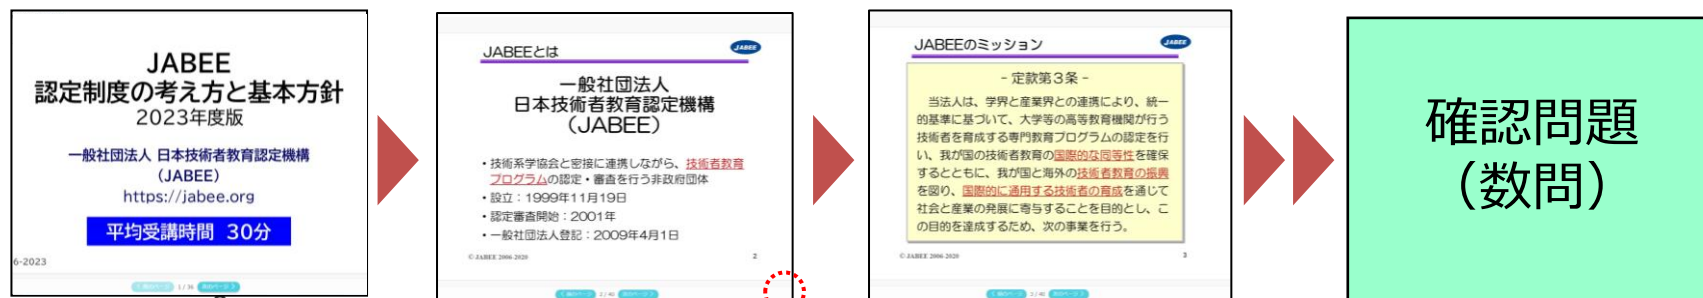 JABEE
認定制度の考え方と基本方針
2023年度版
一般社団法人 日本技術者教育認定機構
（JABEE）
https://jabee.org
平均受講時間 30分
6-2023
1 / 36
JABEEとは
JABEE
一般社団法人
日本技術者教育認定機構
（JABEE）
・技術系学協会と密接に連携しながら、技術者教育
プログラムの認定・審査を行う非政府団体
・設立：1999年11月19日
・認定審査開始：2001年
・一般社団法人登記：2009年4月1日
© JABEE 2006-2020
2
2 / 40
JABEEのミッション
JABEE
- 定款第３条 -
当法人は、学界と産業界との連携により、統一
的基準に基づいて、大学等の高等教育機関が行う
技術者を育成する専門教育プログラムの認定を行
い、我が国の技術者教育の国際的な同等性を確保
するとともに、我が国と海外の技術者教育の振興
を図り、国際的に通用する技術者の育成を通じて
社会と産業の発展に寄与することを目的とし、こ
の目的を達成するため、次の事業を行う。
© JABEE 2006-2020
3
3 / 40
確認問題
（数問）